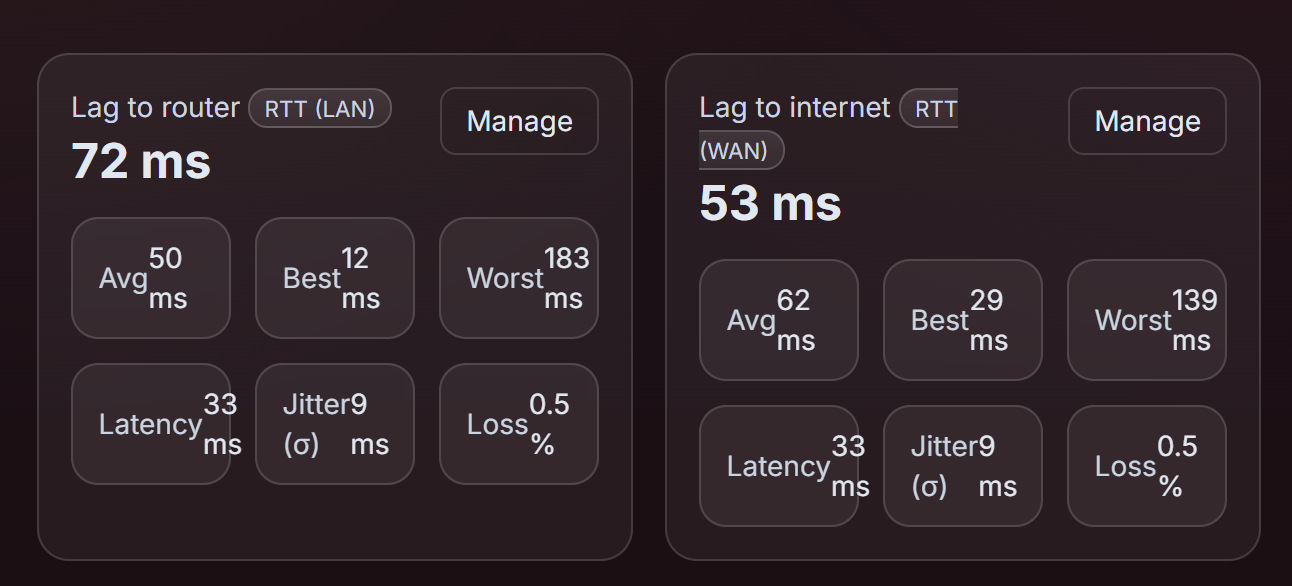 Lag to router RTT (LAN)
Manage
72 ms
Avg 50 ms
Best 12 ms
Worst 183 ms
Latency 33 ms
Jitter (σ) 9 ms
Loss 0.5 %
Lag to internet RTT (WAN)
Manage
53 ms
Avg 62 ms
Best 29 ms
Worst 139 ms
Latency 33 ms
Jitter (σ) 9 ms
Loss 0.5 %